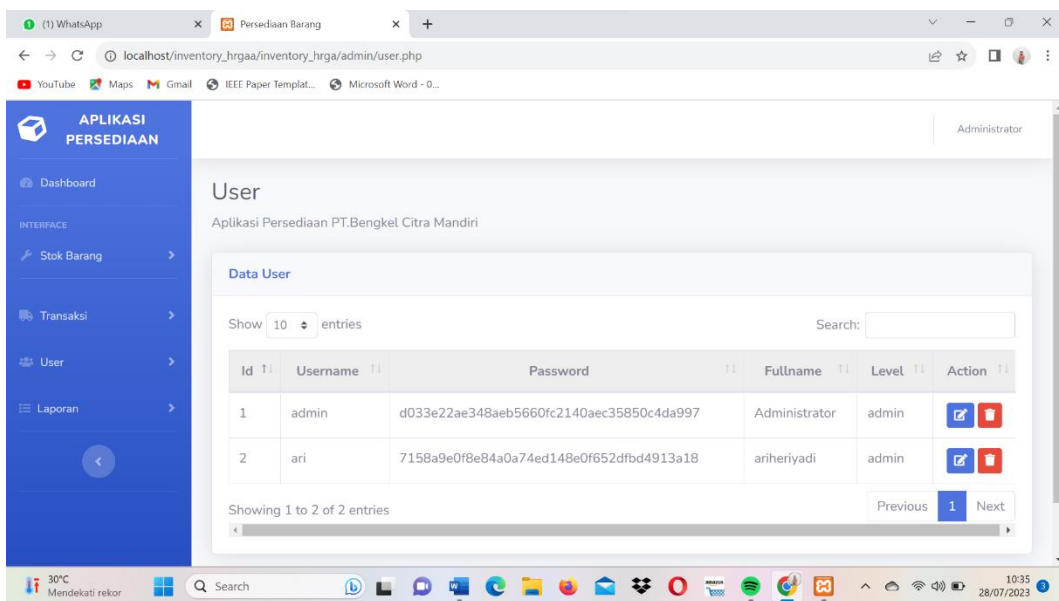 (1) WhatsApp
Persediaan Barang
localhost/inventory_hrgaa/inventory_hrga/admin/user.php
YouTube Maps Gmail IEEE Paper Templat... Microsoft Word - 0...
APLIKASI
PERSEDIAAN
Administrator
Dashboard
INTERFACE
Stok Barang
Transaksi
User
Laporan
User
Aplikasi Persediaan PT.Bengkel Citra Mandiri
Data User
Show 10 entries
Search:
Id Username Password Fullname Level Action
1 admin d033e22ae348aeb5660fc2140aec35850c4da997 Administrator admin
2 ari 7158a9e0f8e84a0a74ed148e0f652dfbd4913a18 ariheriyadi admin
Showing 1 to 2 of 2 entries
Previous 1 Next
30°C
Mendekati rekor
Search
10:35
28/07/2023
3